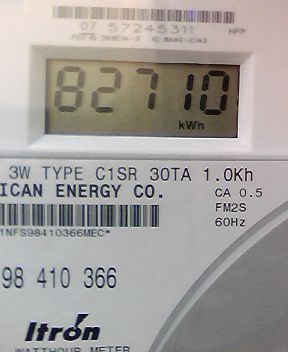 07 57245311 MPP
82710
kWh
3W TYPE C1SR 30TA 1.0Kh
ICAN ENERGY CO. CA 0.5
FM2S
60Hz
1NFS98410366MEC*
98 410 366
Itron
WATTHOUR METER